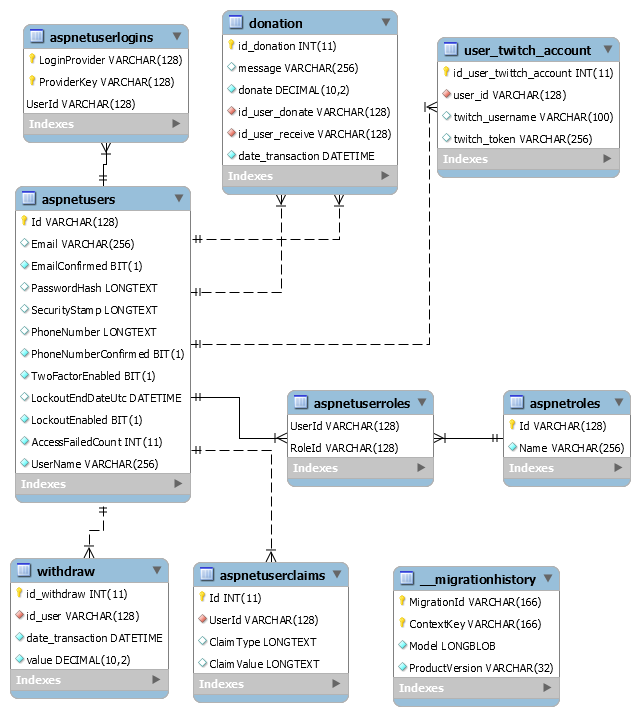 aspnetuserlogins
LoginProvider VARCHAR(128)
ProviderKey VARCHAR(128)
UserId VARCHAR(128)
Indexes
donation
id_donation INT(11)
message VARCHAR(256)
donate DECIMAL(10,2)
id_user_donate VARCHAR(128)
id_user_receive VARCHAR(128)
date_transaction DATETIME
Indexes
user_twitch_account
id_user_twittch_account INT(11)
user_id VARCHAR(128)
twitch_username VARCHAR(100)
twitch_token VARCHAR(256)
Indexes
aspnetusers
Id VARCHAR(128)
Email VARCHAR(256)
EmailConfirmed BIT(1)
PasswordHash LONGTEXT
SecurityStamp LONGTEXT
PhoneNumber LONGTEXT
PhoneNumberConfirmed BIT(1)
TwoFactorEnabled BIT(1)
LockoutEndDateUtc DATETIME
LockoutEnabled BIT(1)
AccessFailedCount INT(11)
UserName VARCHAR(256)
Indexes
aspnetuserroles
UserId VARCHAR(128)
RoleId VARCHAR(128)
Indexes
aspnetroles
Id VARCHAR(128)
Name VARCHAR(256)
Indexes
withdraw
id_withdraw INT(11)
id_user VARCHAR(128)
date_transaction DATETIME
value DECIMAL(10,2)
Indexes
aspnetuserclaims
Id INT(11)
UserId VARCHAR(128)
ClaimType LONGTEXT
ClaimValue LONGTEXT
Indexes
__migrationhistory
MigrationId VARCHAR(166)
ContextKey VARCHAR(166)
Model LONGBLOB
ProductVersion VARCHAR(32)
Indexes